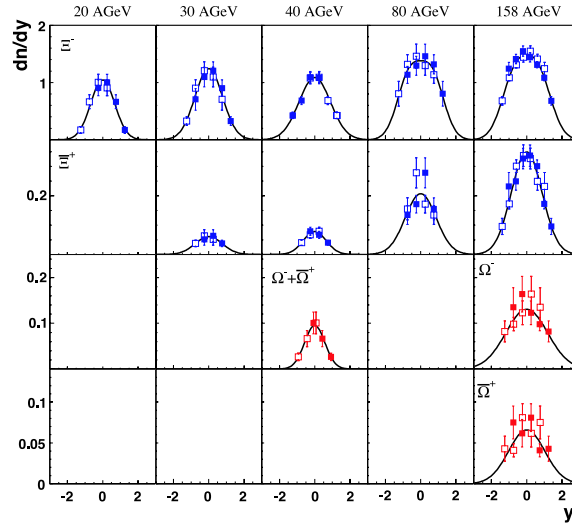 20 AGeV 30 AGeV 40 AGeV 80 AGeV 158 AGeV
dn/dy
Ξ⁻
2
1
Ξ̅⁺
0.2
Ω⁻+Ω̅⁺ Ω⁻
0.2
0.1
Ω̅⁺
0.1
0.05
0
-2 0 2 -2 0 2 -2 0 2 -2 0 2 -2 0 2
y